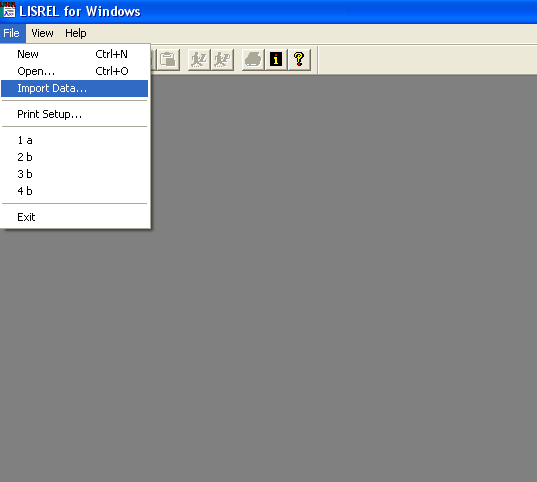 LISREL for Windows
File View Help
New Ctrl+N
Open... Ctrl+O
Import Data...
Print Setup...
1 a
2 b
3 b
4 b
Exit